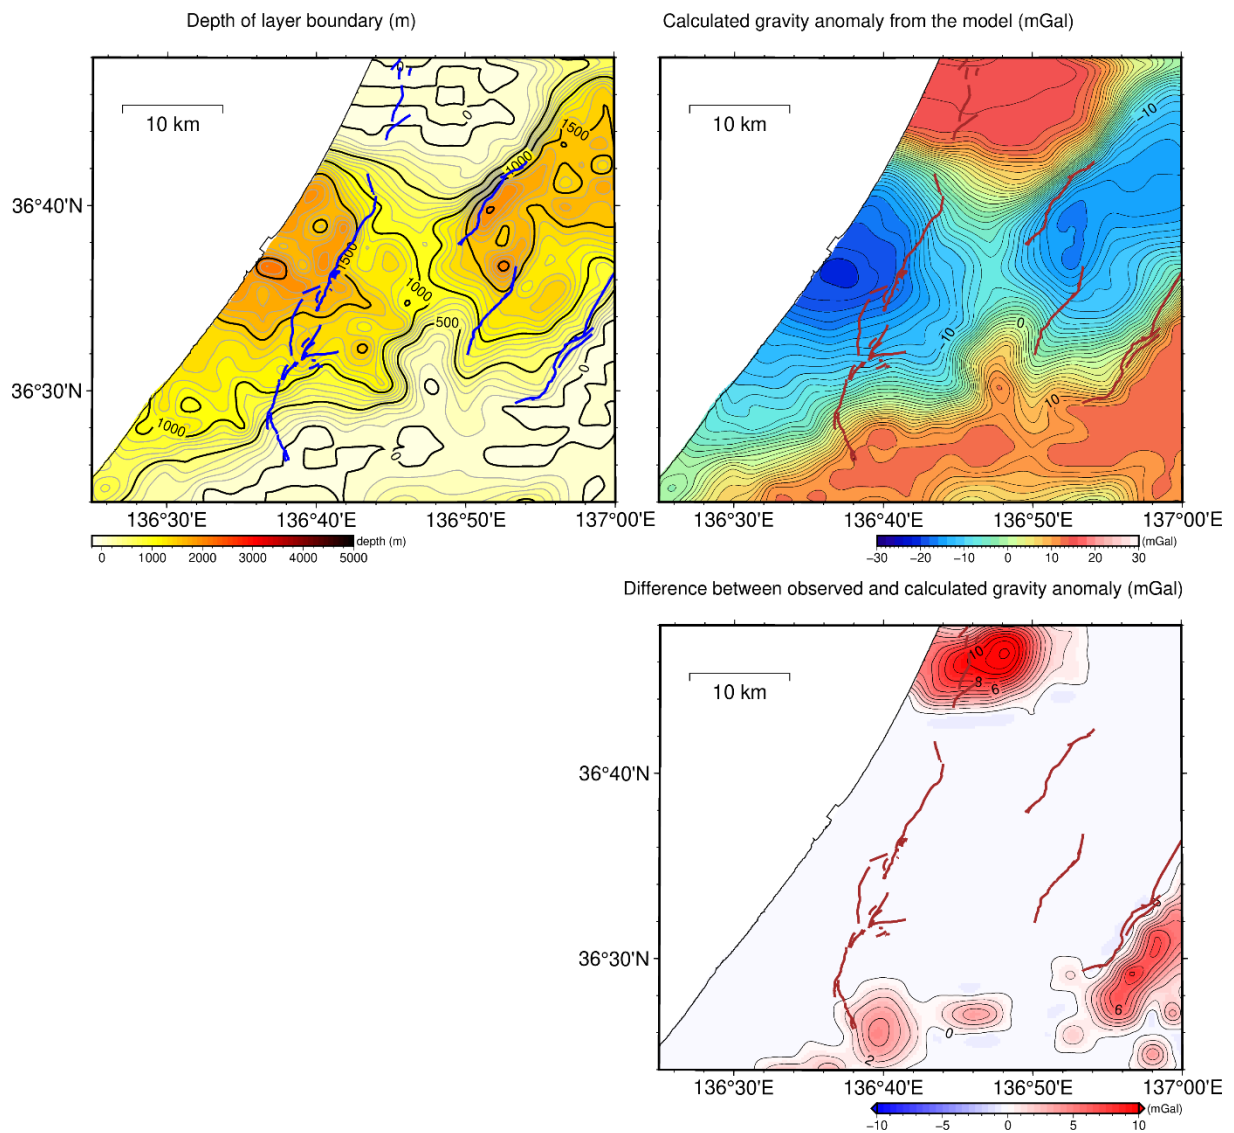 Depth of layer boundary (m)
Calculated gravity anomaly from the model (mGal)
10 km
0
0
1500
1000
1500
1000
500
0
1000
0
36°40'N
36°30'N
136°30'E
136°40'E
136°50'E
137°00'E
0
1000
2000
3000
4000
5000
depth (m)
10 km
−10
−10
0
10
136°30'E
136°40'E
136°50'E
137°00'E
−30
−20
−10
0
10
20
30
(mGal)
Difference between observed and calculated gravity anomaly (mGal)
10 km
10
8
6
6
0
2
36°40'N
36°30'N
136°30'E
136°40'E
136°50'E
137°00'E
−10
−5
0
5
10
(mGal)